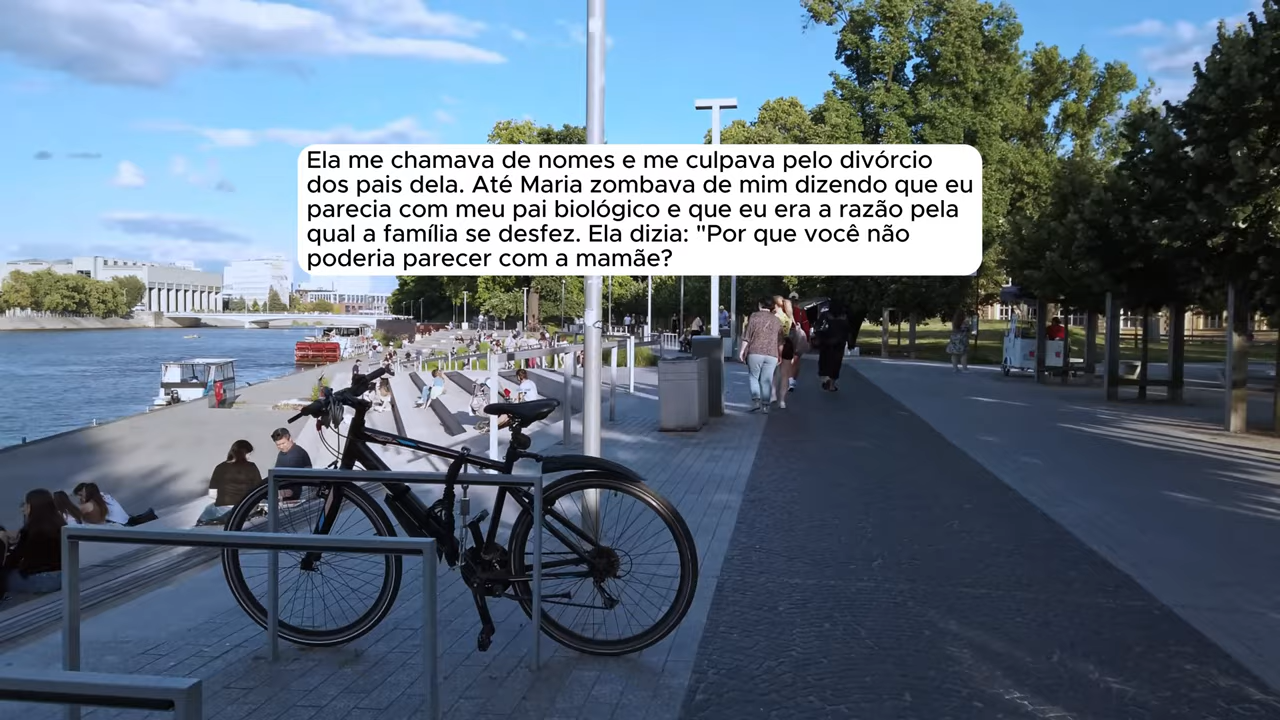 Ela me chamava de nomes e me culpava pelo divórcio
dos pais dela. Até Maria zombava de mim dizendo que eu
parecia com meu pai biológico e que eu era a razão pela
qual a família se desfez. Ela dizia: "Por que você não
poderia parecer com a mamãe?